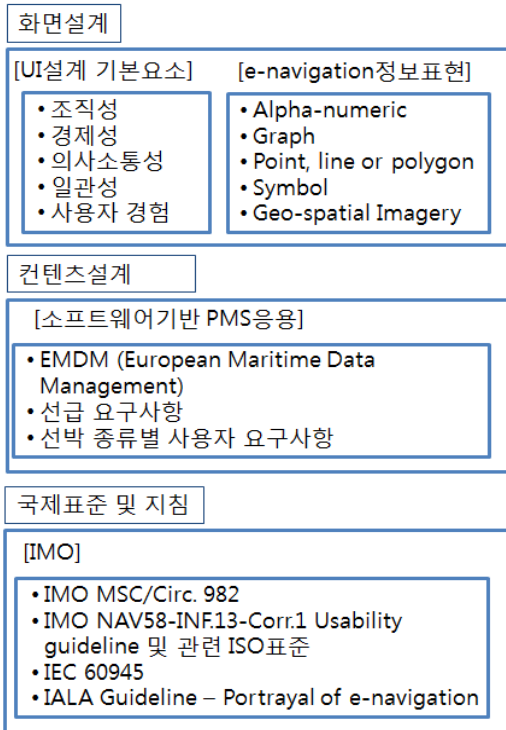 화면설계
[UI설계 기본요소]
• 조직성
• 경제성
• 의사소통성
• 일관성
• 사용자 경험
[e-navigation정보표현]
• Alpha-numeric
• Graph
• Point, line or polygon
• Symbol
• Geo-spatial Imagery
컨텐츠설계
[소프트웨어기반 PMS응용]
• EMDM (European Maritime Data
Management)
• 선급 요구사항
• 선박 종류별 사용자 요구사항
국제표준 및 지침
[IMO]
• IMO MSC/Circ. 982
• IMO NAV58-INF.13-Corr.1 Usability
guideline 및 관련 ISO표준
• IEC 60945
• IALA Guideline – Portrayal of e-navigation